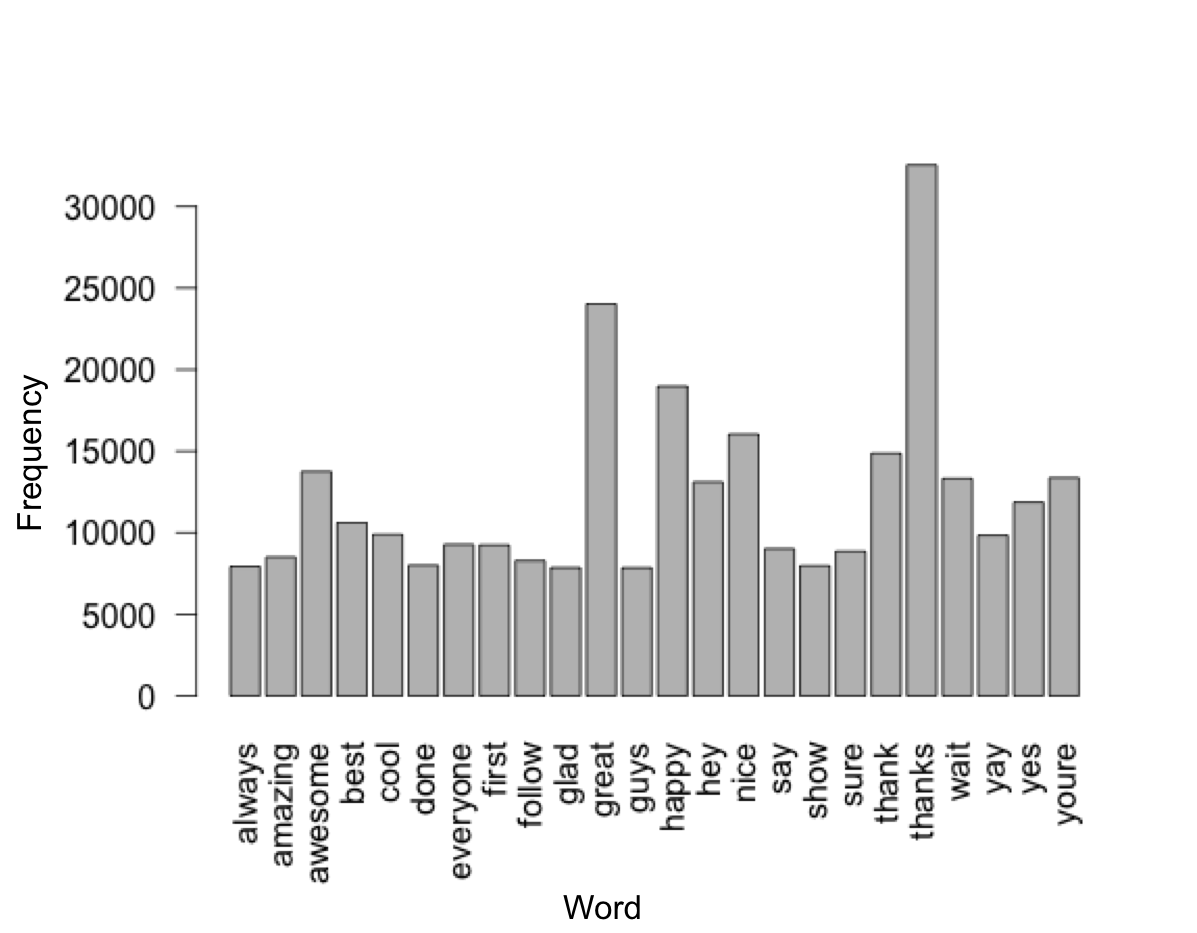 30000
25000
20000
15000
10000
5000
0
Frequency
always
amazing
awesome
best
cool
done
everyone
first
follow
glad
great
guys
happy
hey
nice
say
show
sure
thank
thanks
wait
yay
yes
youre
Word